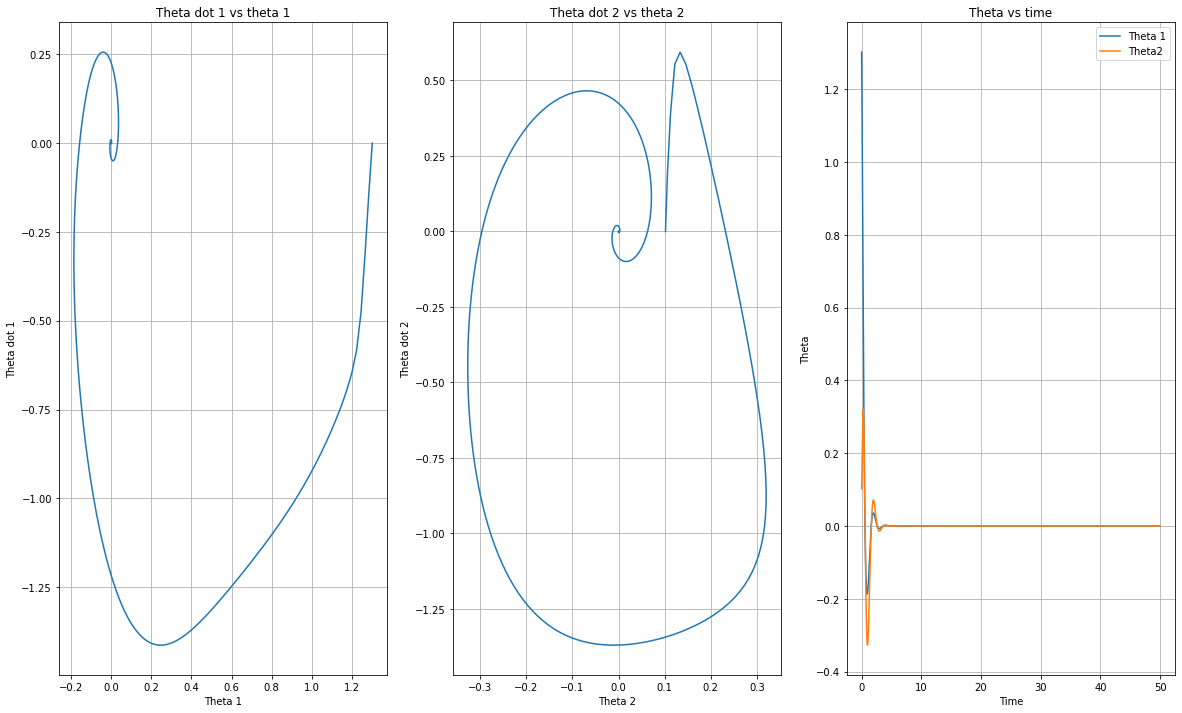 Theta dot 1 vs theta 1
0.25
0.00
−0.25
−0.50
−0.75
−1.00
−1.25
Theta dot 1
−0.2 0.0 0.2 0.4 0.6 0.8 1.0 1.2
Theta 1
Theta dot 2 vs theta 2
0.50
0.25
0.00
−0.25
−0.50
−0.75
−1.00
−1.25
Theta dot 2
−0.3 −0.2 −0.1 0.0 0.1 0.2 0.3
Theta 2
Theta vs time
Theta 1
Theta2
1.2
1.0
0.8
0.6
0.4
0.2
0.0
−0.2
−0.4
Theta
0 10 20 30 40 50
Time